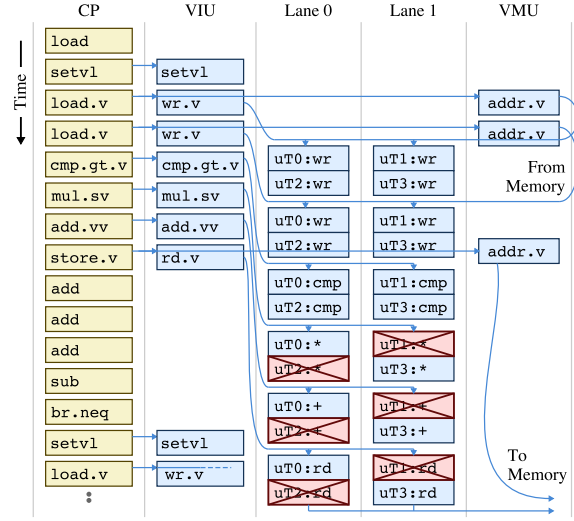 CP VIU Lane 0 Lane 1 VMU
Time
load
setvl setvl
load.v wr.v addr.v
load.v wr.v addr.v
uT0:wr uT1:wr
cmp.gt.v cmp.gt.v
From
uT2:wr uT3:wr
Memory
mul.sv mul.sv
uT0:wr uT1:wr
add.vv add.vv
uT2:wr uT3:wr
store.v rd.v addr.v
uT0:cmp uT1:cmp
add
uT2:cmp uT3:cmp
add
uT0:* uT1:*
add
uT2:* uT3:*
sub
uT0:+ uT1:+
br.neq
uT2:+ uT3:+
setvl setvl
To
uT0:rd uT1:rd
Memory
load.v wr.v
uT2:rd uT3:rd